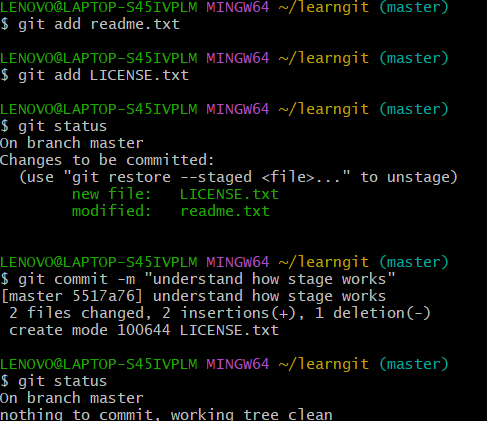 LENOVO@LAPTOP-S45IVPLM MINGW64 ~/learngit (master)
$ git add readme.txt
LENOVO@LAPTOP-S45IVPLM MINGW64 ~/learngit (master)
$ git add LICENSE.txt
LENOVO@LAPTOP-S45IVPLM MINGW64 ~/learngit (master)
$ git status
On branch master
Changes to be committed:
  (use "git restore --staged <file>..." to unstage)
        new file:   LICENSE.txt
        modified:   readme.txt
LENOVO@LAPTOP-S45IVPLM MINGW64 ~/learngit (master)
$ git commit -m "understand how stage works"
[master 5517a76] understand how stage works
 2 files changed, 2 insertions(+), 1 deletion(-)
 create mode 100644 LICENSE.txt
LENOVO@LAPTOP-S45IVPLM MINGW64 ~/learngit (master)
$ git status
On branch master
nothing to commit, working tree clean